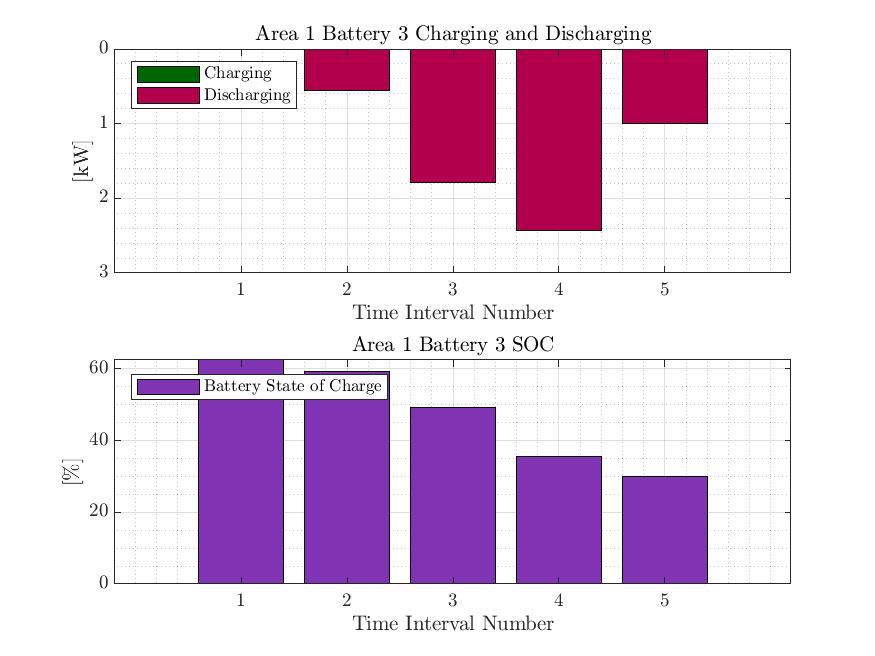 Area 1 Battery 3 Charging and Discharging
0
Charging
Discharging
1
[kW]
2
3
1 2 3 4 5
Time Interval Number
Area 1 Battery 3 SOC
60
Battery State of Charge
40
[%]
20
0
1 2 3 4 5
Time Interval Number